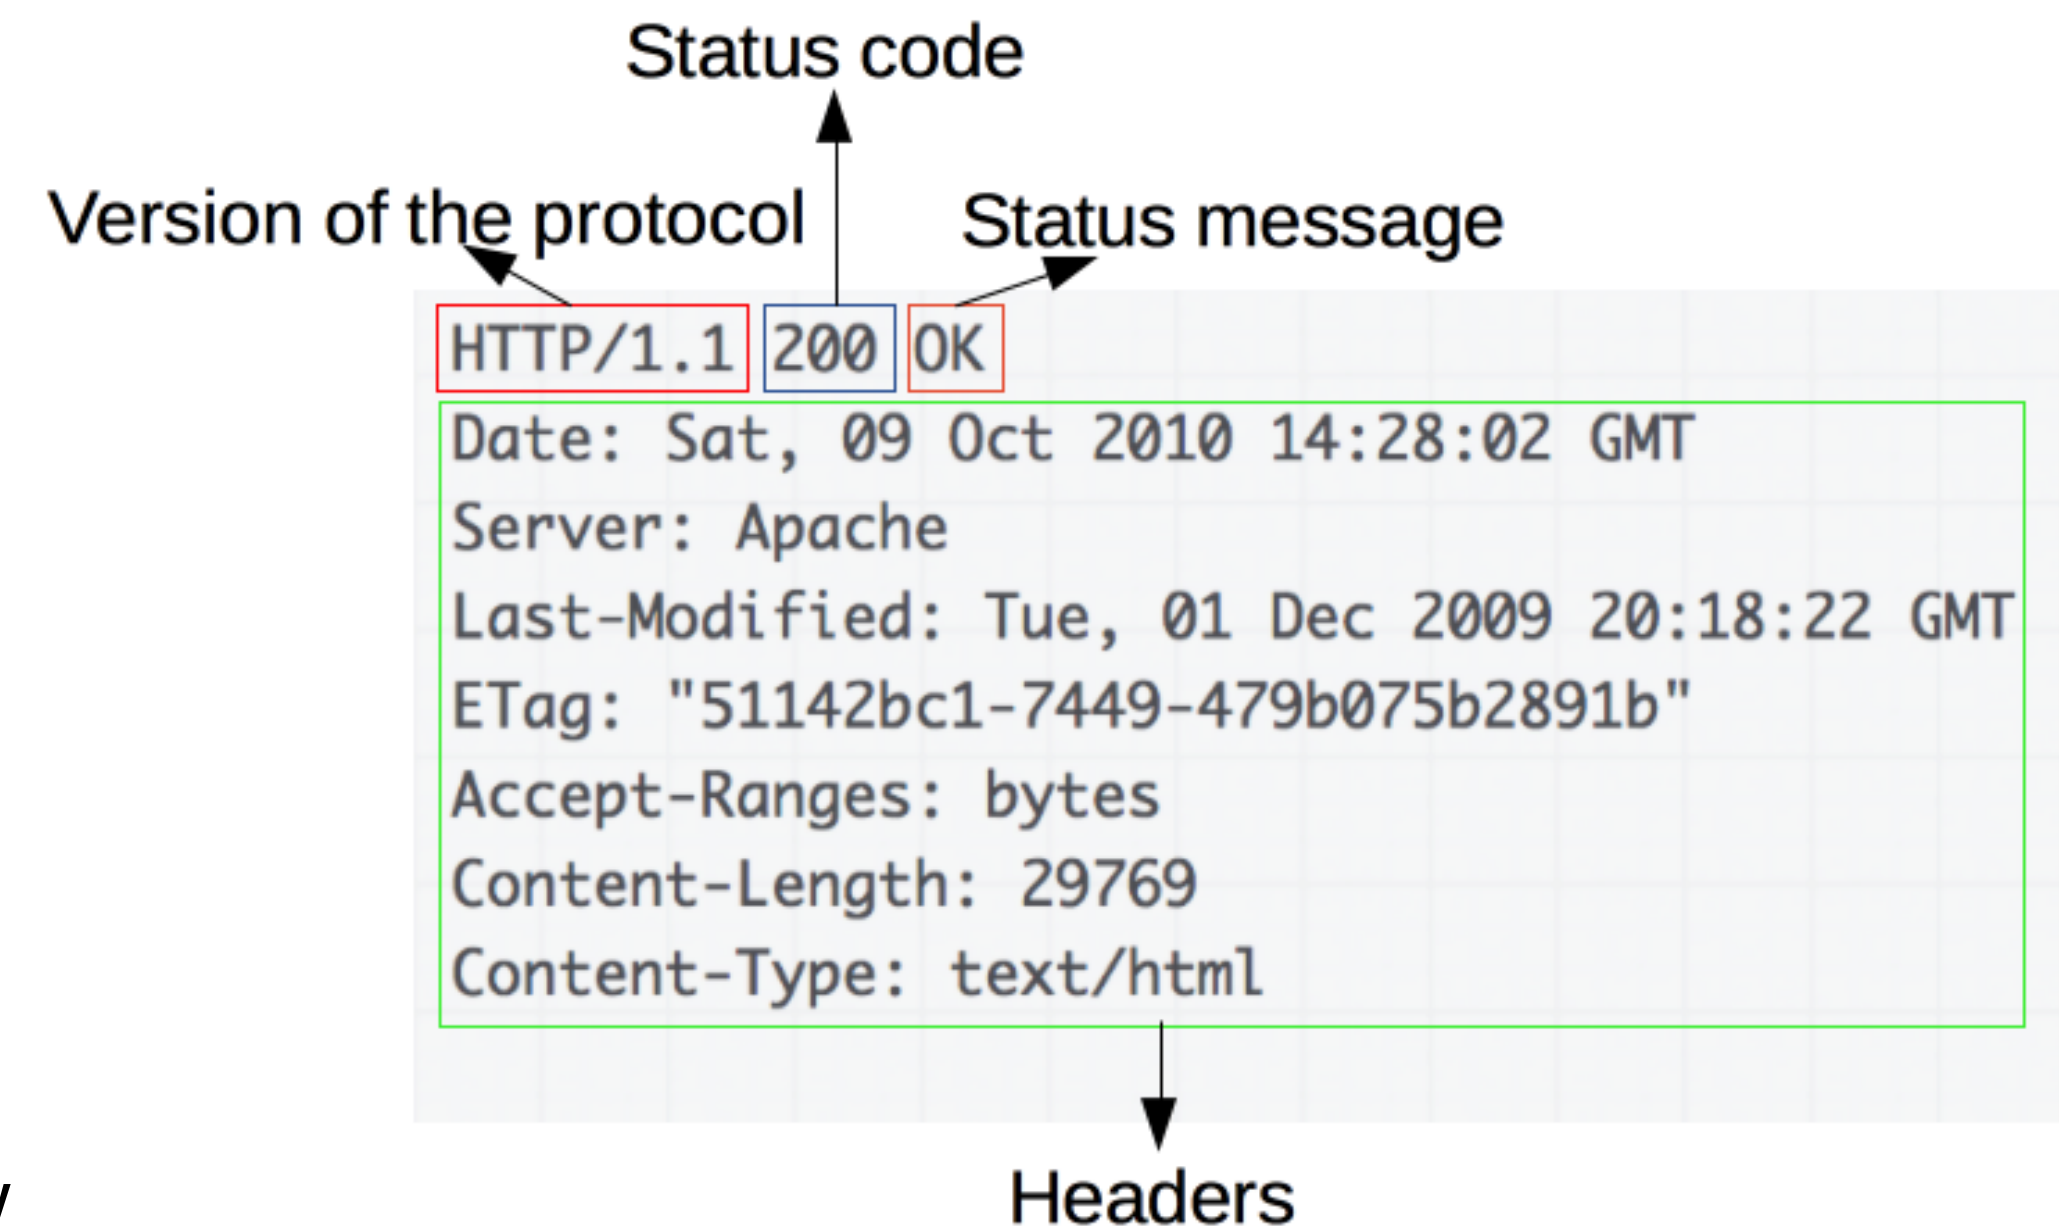 Status code
Version of the protocol
Status message
HTTP/1.1 200 OK
Date: Sat, 09 Oct 2010 14:28:02 GMT
Server: Apache
Last-Modified: Tue, 01 Dec 2009 20:18:22 GMT
ETag: "51142bc1-7449-479b075b2891b"
Accept-Ranges: bytes
Content-Length: 29769
Content-Type: text/html
Headers